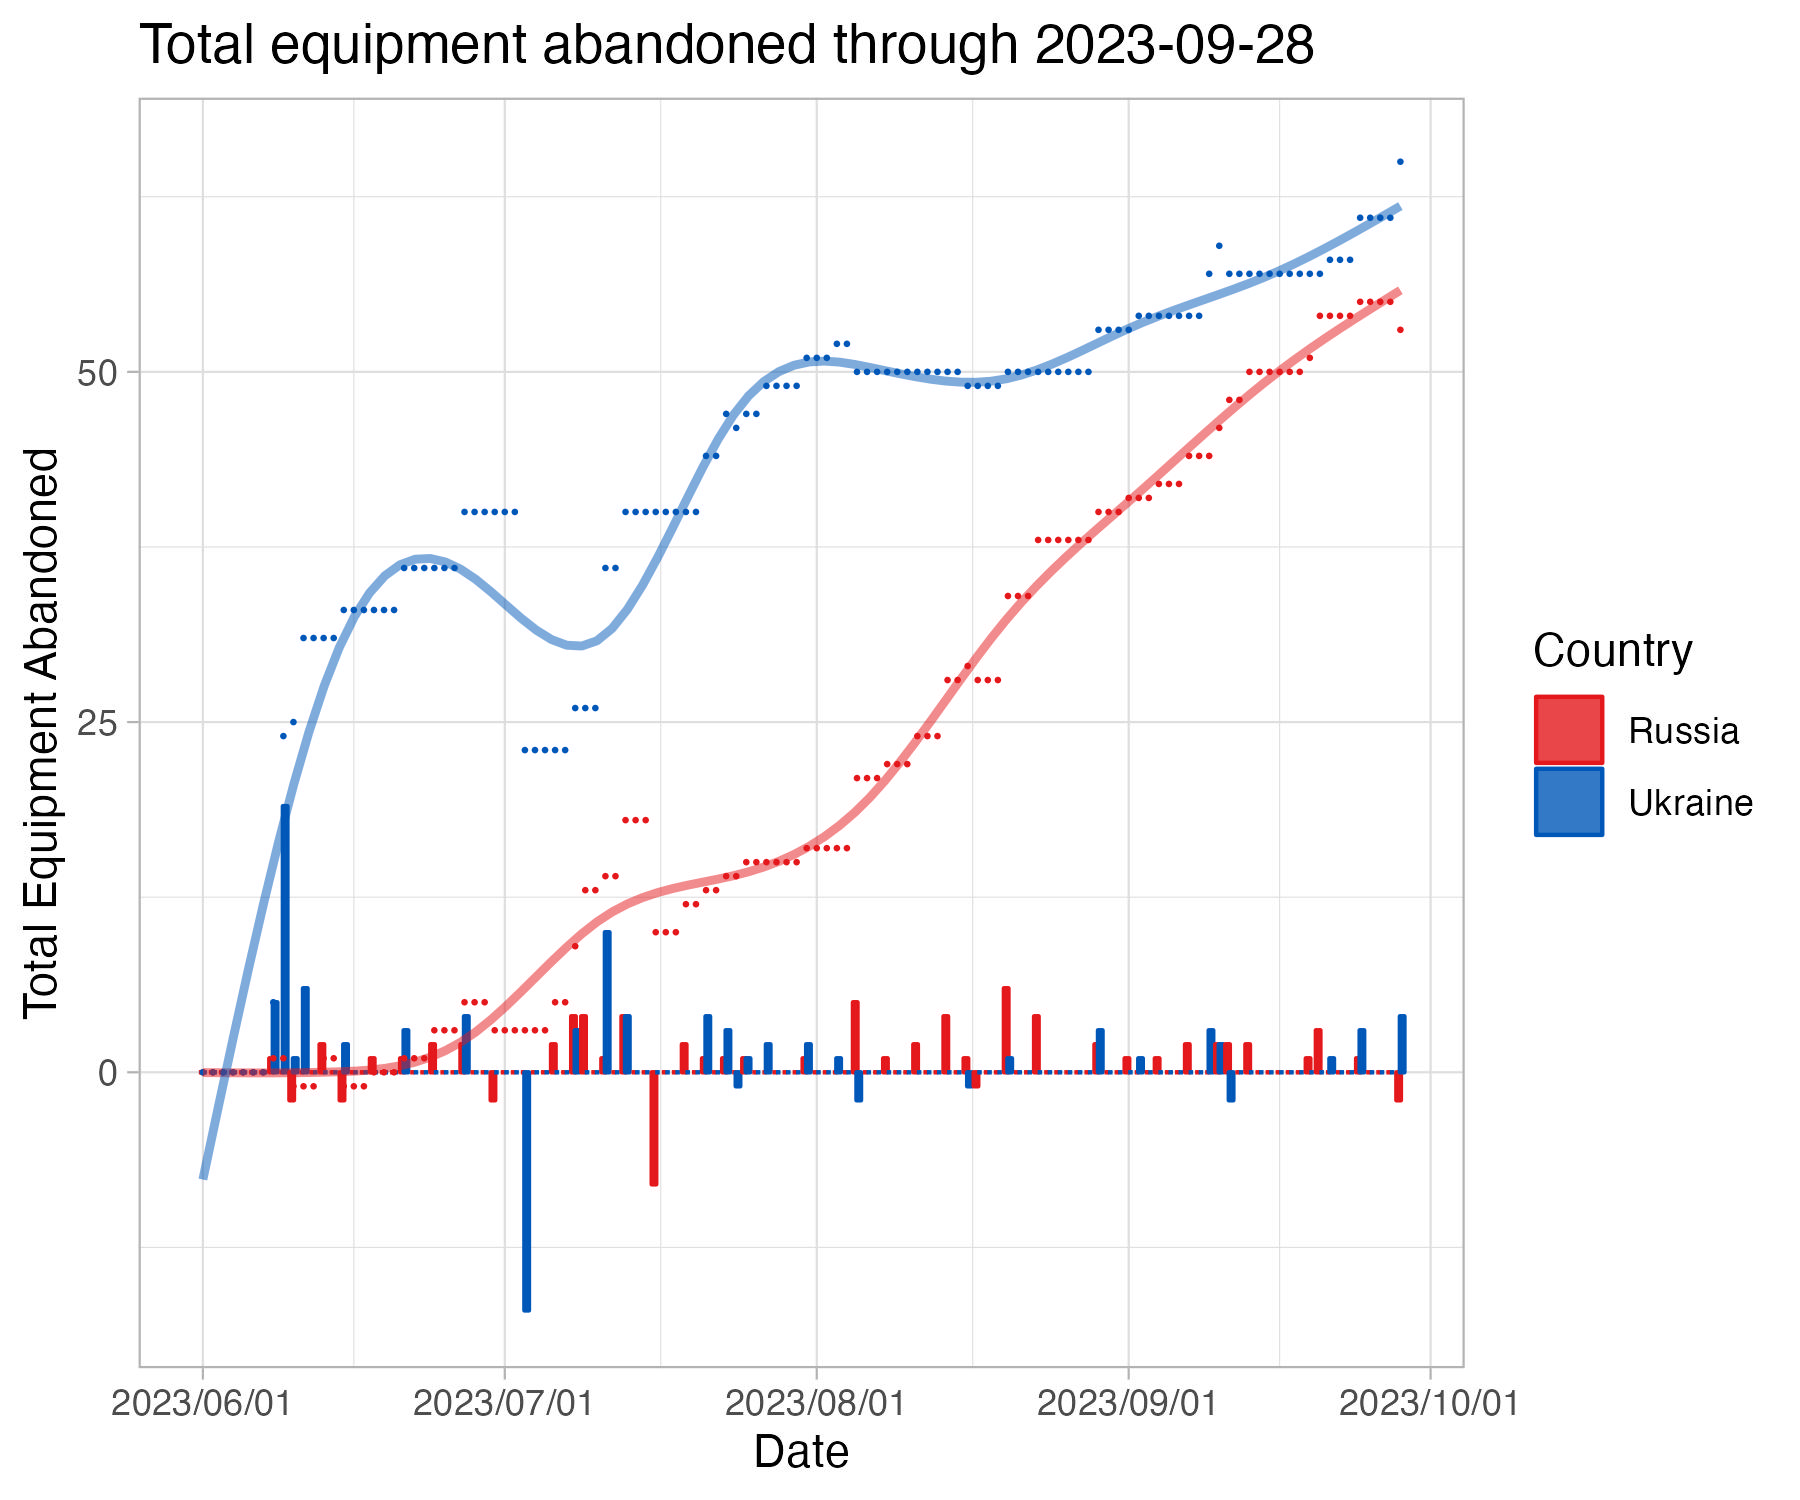 Total equipment abandoned through 2023-09-28
Total Equipment Abandoned
50
25
0
2023/06/01
2023/07/01
2023/08/01
2023/09/01
2023/10/01
Date
Country
Russia
Ukraine